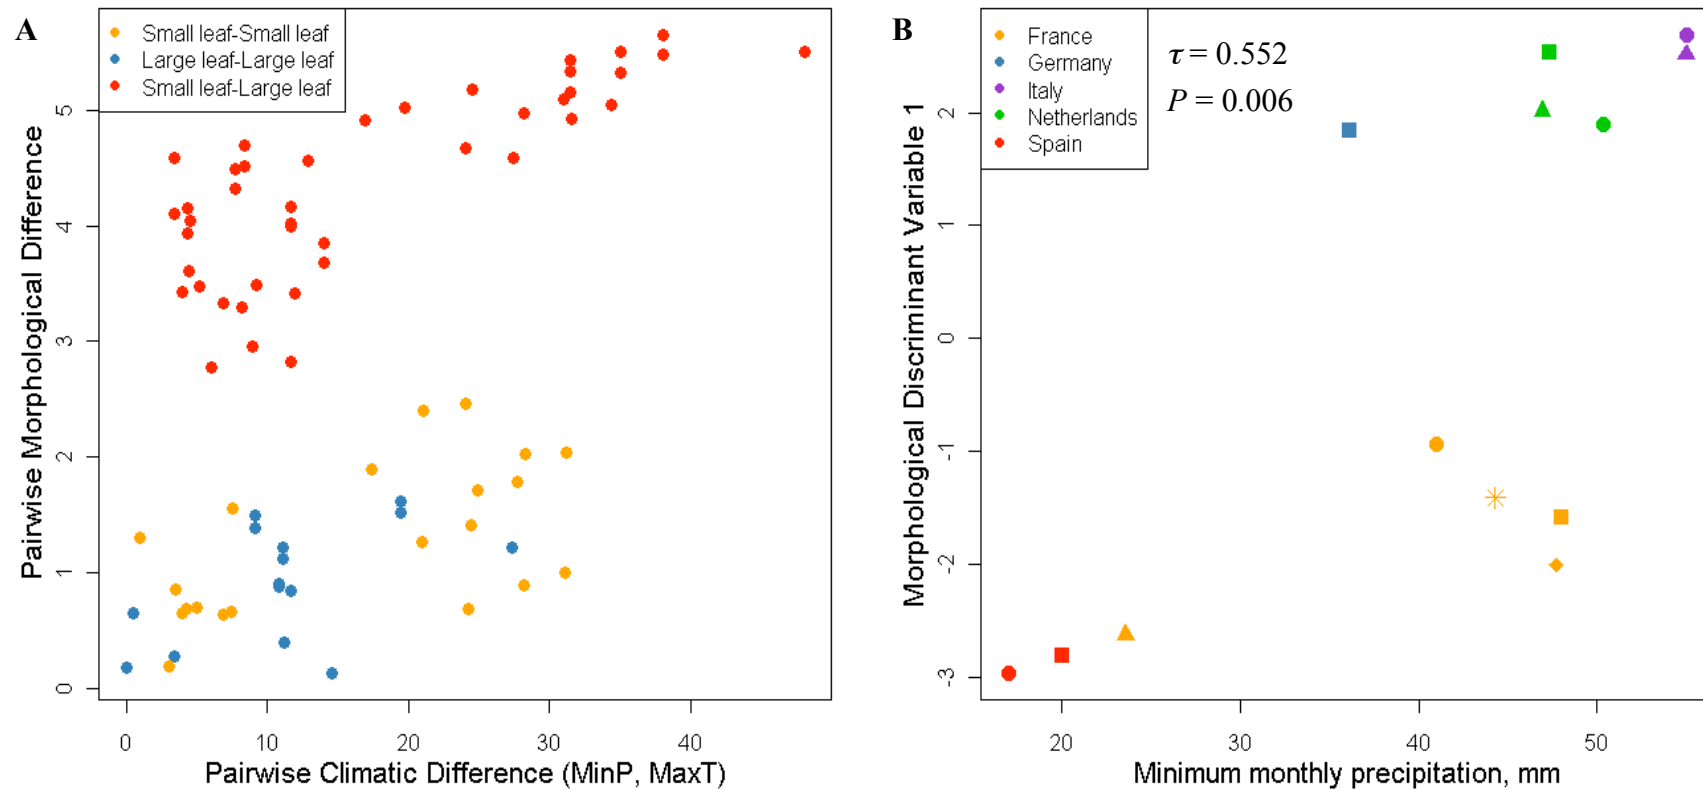 A
Small leaf-Small leaf
Large leaf-Large leaf
Small leaf-Large leaf
Pairwise Morphological Difference
5
4
3
2
1
0
0 10 20 30 40
Pairwise Climatic Difference (MinP, MaxT)
B
France
Germany
Italy
Netherlands
Spain
τ = 0.552
P = 0.006
Morphological Discriminant Variable 1
2
1
0
-1
-2
-3
20 30 40 50
Minimum monthly precipitation, mm